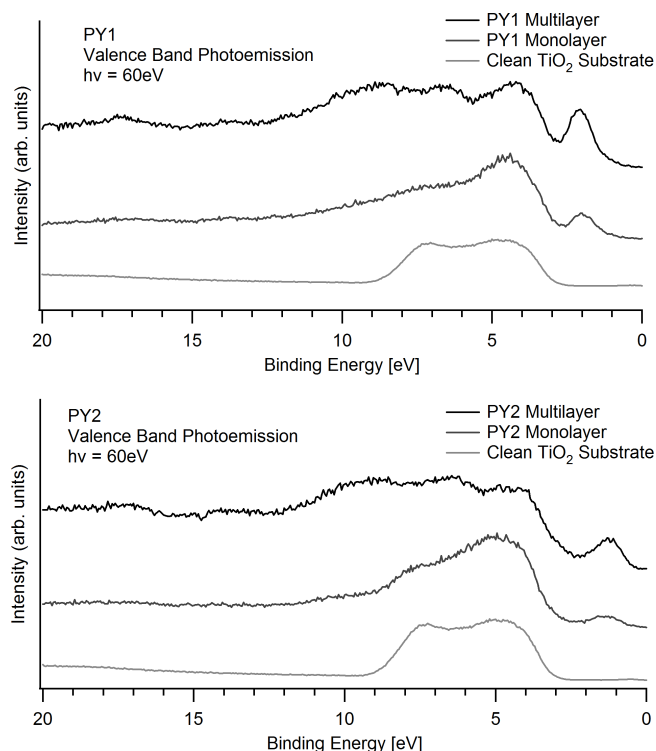 PY1
Valence Band Photoemission
hv = 60eV
PY1 Multilayer
PY1 Monolayer
Clean TiO₂ Substrate
Intensity (arb. units)
20 15 10 5 0
Binding Energy [eV]
PY2
Valence Band Photoemission
hv = 60eV
PY2 Multilayer
PY2 Monolayer
Clean TiO₂ Substrate
Intensity (arb. units)
20 15 10 5 0
Binding Energy [eV]